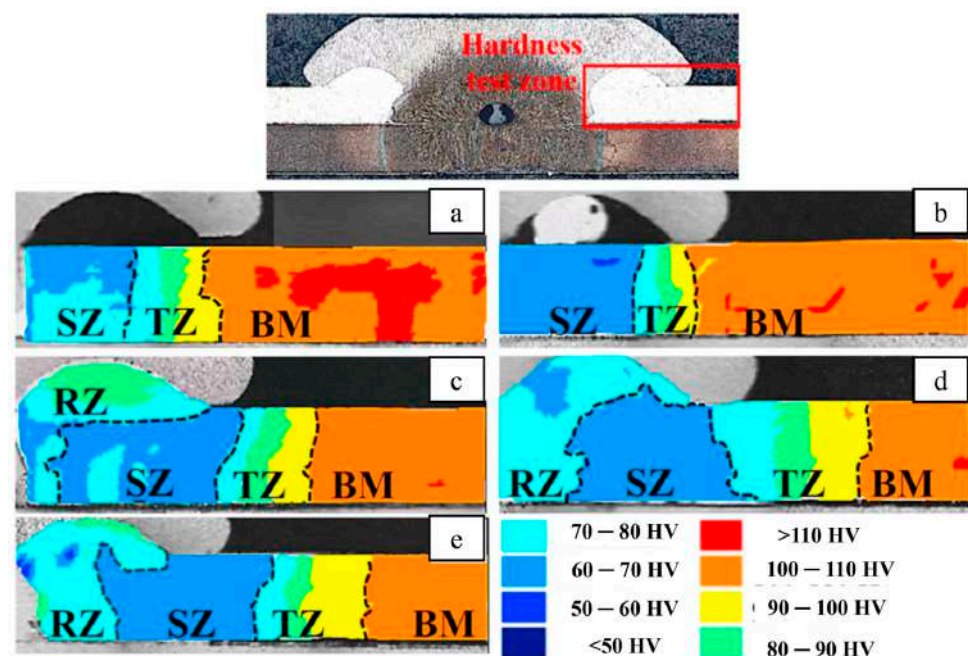 Hardness
test zone
a
SZ TZ BM
b
SZ TZ BM
c
RZ
SZ TZ BM
d
RZ SZ TZ BM
e
RZ SZ TZ BM
70 – 80 HV
>110 HV
60 – 70 HV
100 – 110 HV
50 – 60 HV
90 – 100 HV
<50 HV
80 – 90 HV